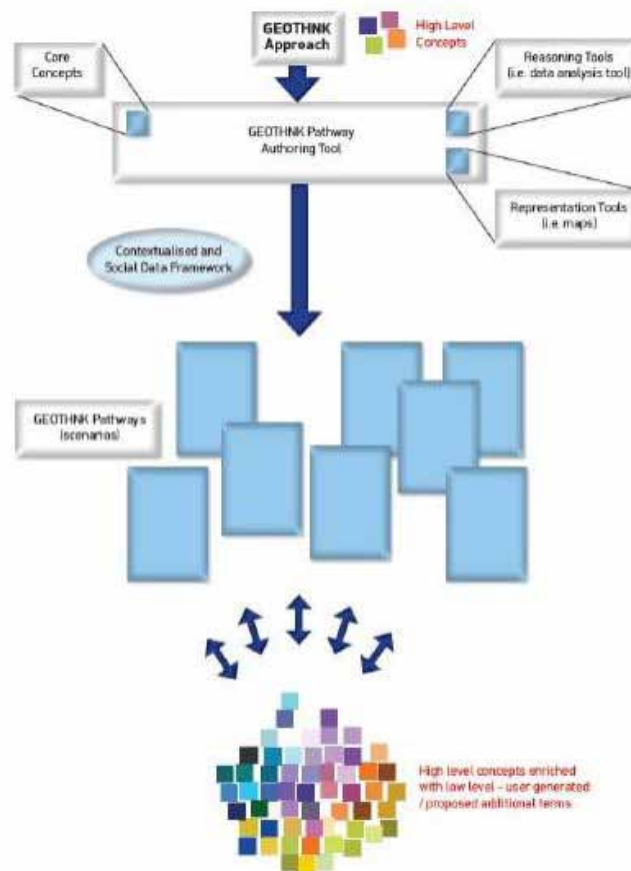 GEOTHNK
Approach
High Level
Concepts
Core
Concepts
Reasoning Tools
(i.e. data analysis tool)
GEOTHNK Pathway
Authoring Tool
Representation Tools
(i.e. maps)
Contextualised and
Social Data Framework
GEOTHNK Pathways
(scenarios)
High level concepts enriched
with low level - user generated
/ proposed additional terms